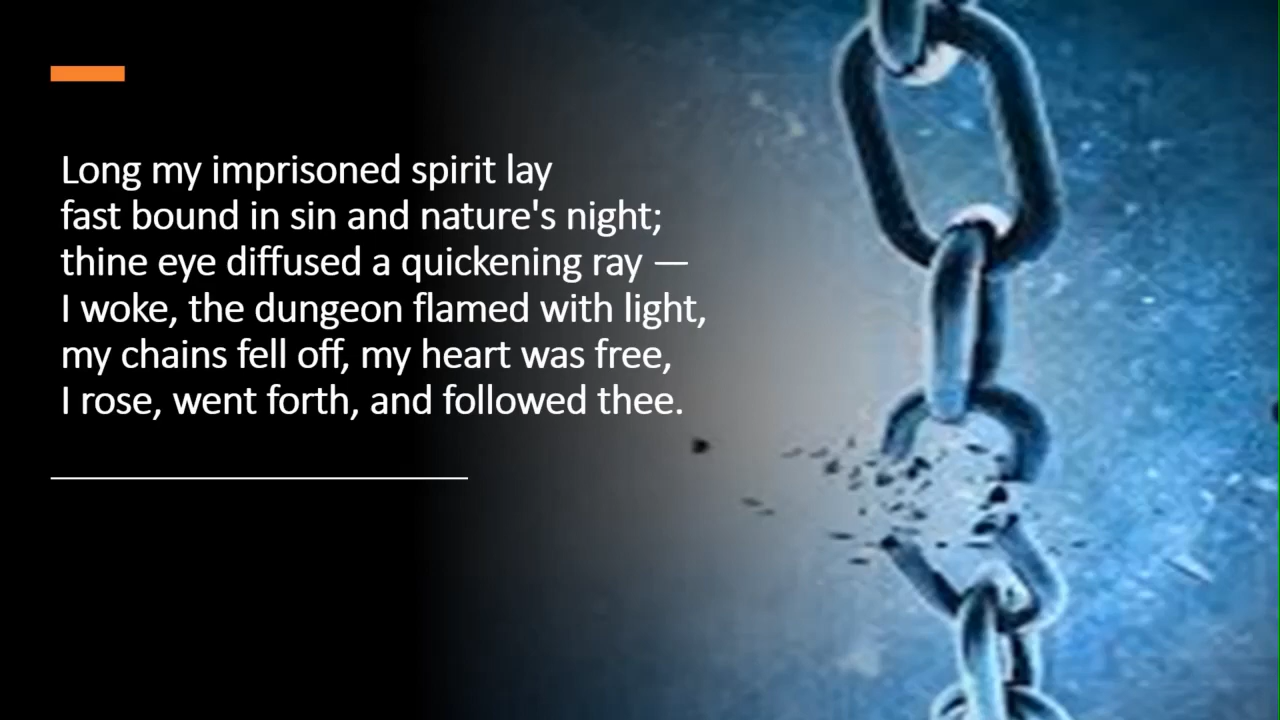 Long my imprisoned spirit lay
fast bound in sin and nature's night;
thine eye diffused a quickening ray —
I woke, the dungeon flamed with light,
my chains fell off, my heart was free,
I rose, went forth, and followed thee.